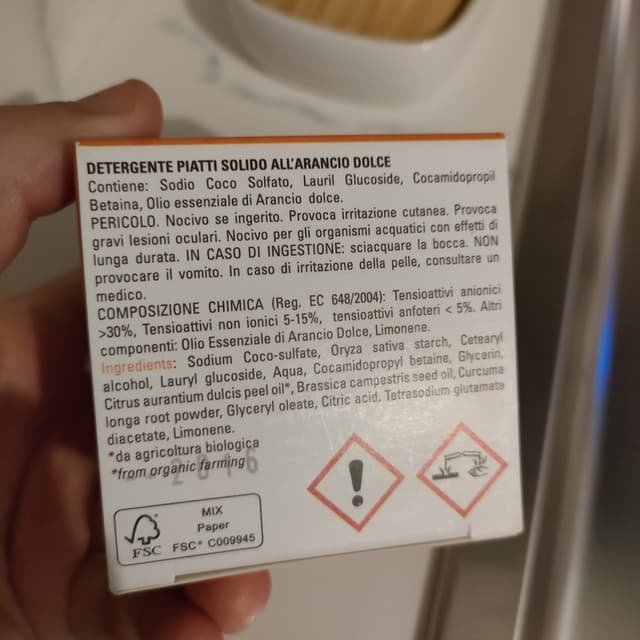 DETERGENTE PIATTI SOLIDO ALL'ARANCIO DOLCE
Contiene: Sodio Coco Solfato, Lauril Glucoside, Cocamidopropil
Betaina, Olio essenziale di Arancio dolce.
PERICOLO. Nocivo se ingerito. Provoca irritazione cutanea. Provoca
gravi lesioni oculari. Nocivo per gli organismi acquatici con effetti di
lunga durata. IN CASO DI INGESTIONE: sciacquare la bocca. NON
provocare il vomito. In caso di irritazione della pelle, consultare un
medico.
COMPOSIZIONE CHIMICA (Reg. EC 648/2004): Tensioattivi anionici
>30%, Tensioattivi non ionici 5-15%, tensioattivi anfoteri < 5%. Altri
componenti: Olio Essenziale di Arancio Dolce, Limonene.
Ingredients: Sodium Coco-sulfate, Oryza sativa starch, Cetearyl
alcohol, Lauryl glucoside, Aqua, Cocamidopropyl betaine, Glycerin,
Citrus aurantium dulcis peel oil*, Brassica campestris seed oil, Curcuma
longa root powder, Glyceryl oleate, Citric acid, Tetrasodium glutamate
diacetate, Limonene.
*da agricoltura biologica
*from organic farming
MIX
Paper
FSC® C009945
FSC